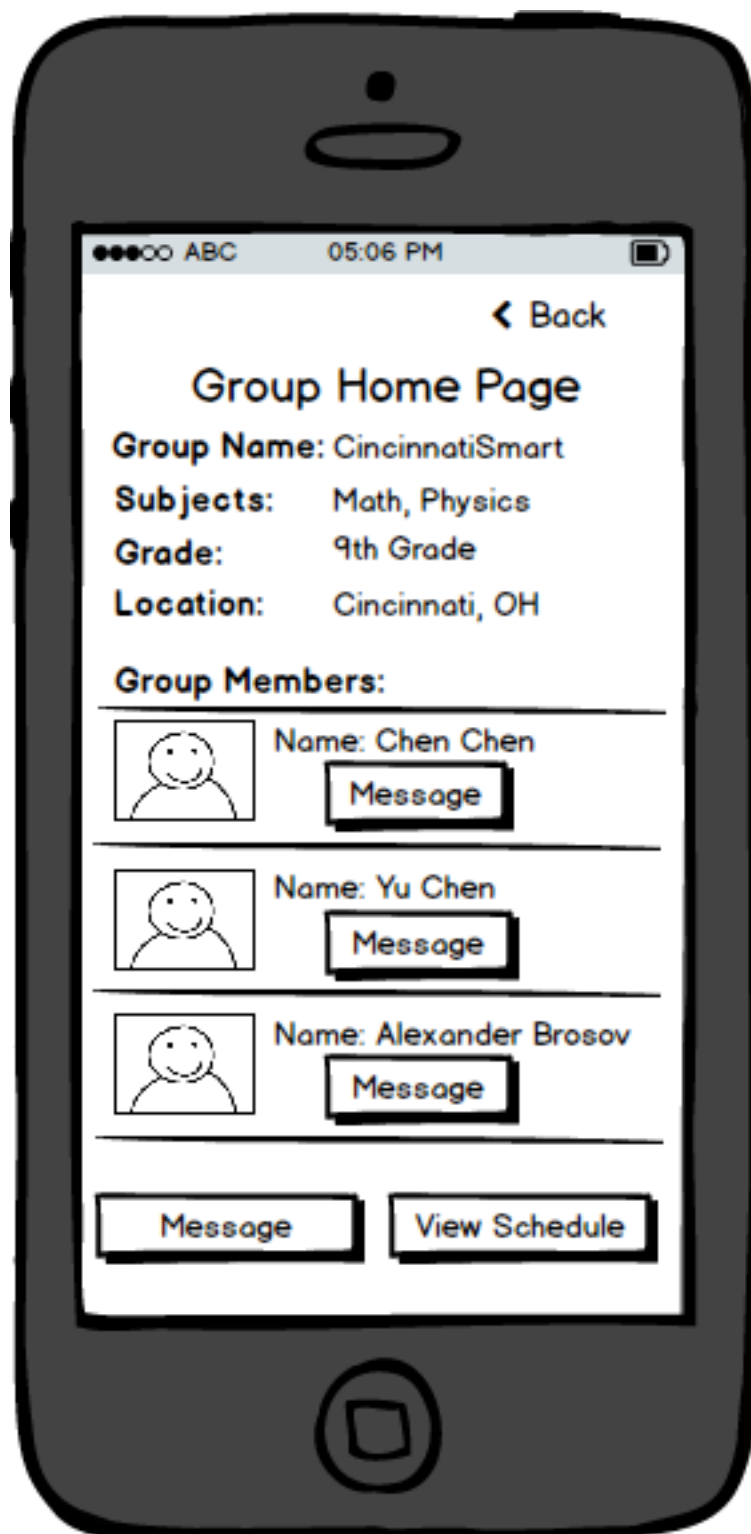 ABC 05:06 PM
Back
Group Home Page
Group Name: CincinnatiSmart
Subjects: Math, Physics
Grade: 9th Grade
Location: Cincinnati, OH
Group Members:
Name: Chen Chen
Message
Name: Yu Chen
Message
Name: Alexander Brosov
Message
Message View Schedule